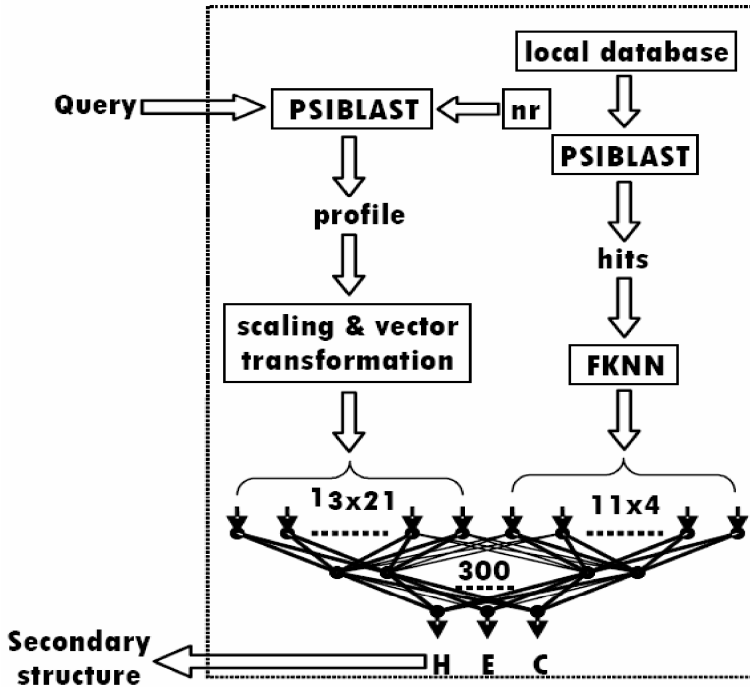 local database
Query
PSIBLAST
nr
PSIBLAST
profile
hits
scaling & vector
transformation
FKNN
13x21
11x4
300
Secondary
structure
H E C